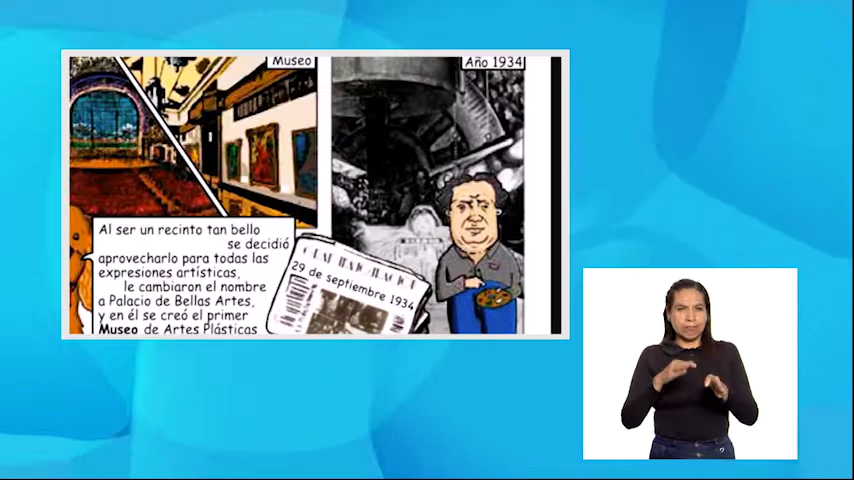 Museo
Año 1934
Al ser un recinto tan bello
se decidió
aprovecharlo para todas las
expresiones artísticas,
le cambiaron el nombre
a Palacio de Bellas Artes,
y en él se creó el primer
Museo de Artes Plásticas
29 de septiembre 1934